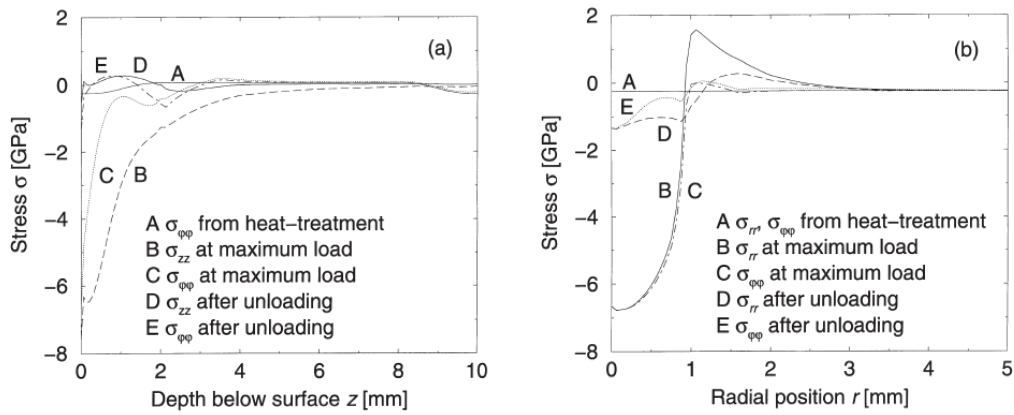 2
0
−2
−4
−6
−8
Stress σ [GPa]
0 2 4 6 8 10
Depth below surface z [mm]
(a)
E D A
C B
A σφφ from heat−treatment
B σzz at maximum load
C σφφ at maximum load
D σzz after unloading
E σφφ after unloading
2
0
−2
−4
−6
−8
Stress σ [GPa]
0 1 2 3 4 5
Radial position r [mm]
(b)
A
E
D
B C
A σrr, σφφ from heat−treatment
B σrr at maximum load
C σφφ at maximum load
D σrr after unloading
E σφφ after unloading